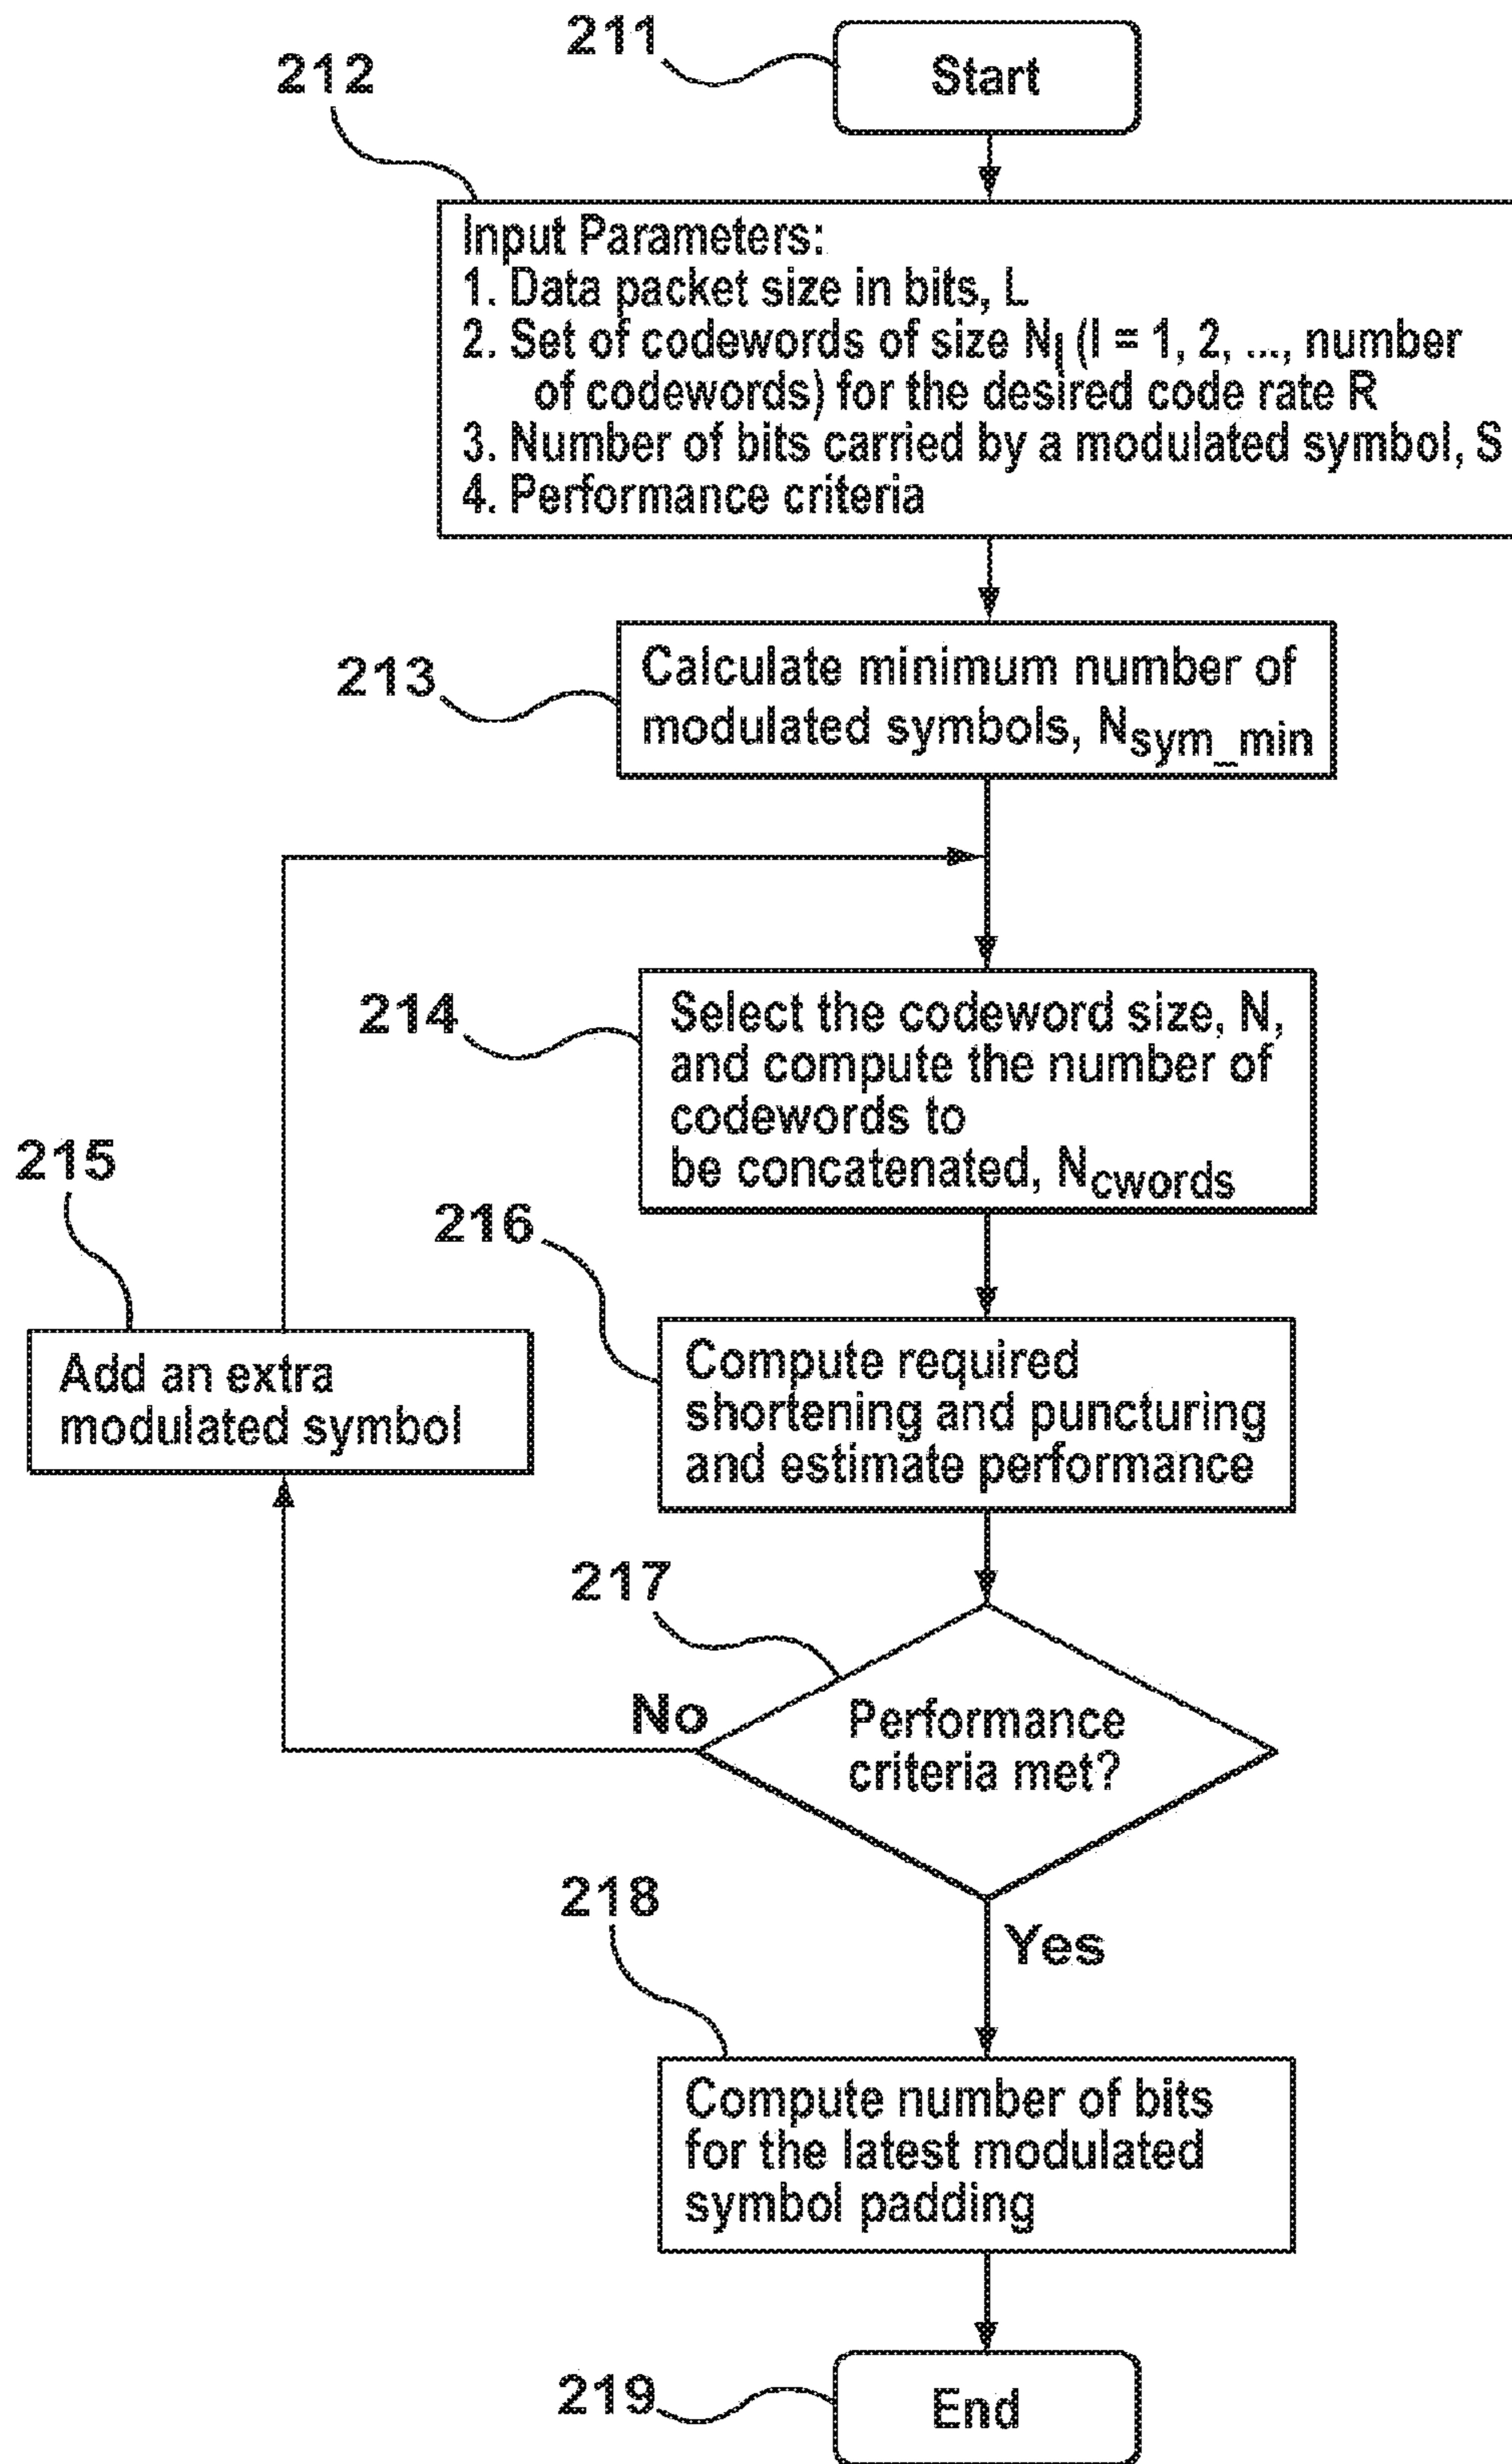 211
Start
212
Input Parameters:
1. Data packet size in bits, L
2. Set of codewords of size Nl (l = 1, 2, ..., number
of codewords) for the desired code rate R
3. Number of bits carried by a modulated symbol, S
4. Performance criteria
213
Calculate minimum number of
modulated symbols, Nsym_min
214
Select the codeword size, N,
and compute the number of
codewords to
be concatenated, Ncwords
215
Add an extra
modulated symbol
216
Compute required
shortening and puncturing
and estimate performance
217
Performance
criteria met?
No
Yes
218
Compute number of bits
for the latest modulated
symbol padding
219
End